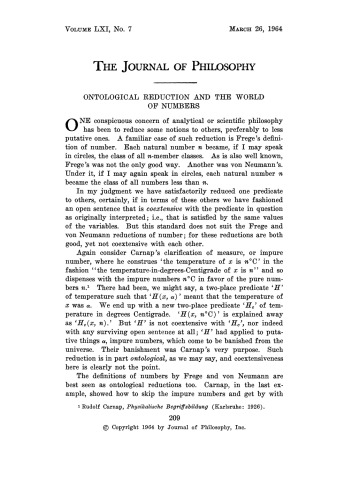 VOLUME LXI, NO. 7 MARCH 26, 1964
THE JOURNAL OF PHILOSOPHY
ONTOLOGICAL REDUCTION AND THE WORLD
OF NUMBERS
ONE conspicuous concern of analytical or scientific philosophy
has been to reduce some notions to others, preferably to less
putative ones. A familiar case of such reduction is Frege's defini-
tion of number. Each natural number n became, if I may speak
in circles, the class of all n-member classes. As is also well known,
Frege's was not the only good way. Another was von Neumann's.
Under it, if I may again speak in circles, each natural number n
became the class of all numbers less than n.
In my judgment we have satisfactorily reduced one predicate
to others, certainly, if in terms of these others we have fashioned
an open sentence that is coextensive with the predicate in question
as originally interpreted; i.e., that is satisfied by the same values
of the variables. But this standard does not suit the Frege and
von Neumann reductions of number; for these reductions are both
good, yet not coextensive with each other.
Again consider Carnap's clarification of measure, or impure
number, where he construes 'the temperature of x is n°C' in the
fashion "the temperature-in-degrees-Centigrade of x is n" and so
dispenses with the impure numbers n°C in favor of the pure num-
bers n.¹ There had been, we might say, a two-place predicate 'H'
of temperature such that 'H(x, α)' meant that the temperature of
x was α. We end up with a new two-place predicate 'Hc' of tem-
perature in degrees Centigrade. 'H(x, n°C)' is explained away
as 'Hc(x, n).' But 'H' is not coextensive with 'Hc', nor indeed
with any surviving open sentence at all; 'H' had applied to puta-
tive things α, impure numbers, which come to be banished from the
universe. Their banishment was Carnap's very purpose. Such
reduction is in part ontological, as we may say, and coextensiveness
here is clearly not the point.
The definitions of numbers by Frege and von Neumann are
best seen as ontological reductions too. Carnap, in the last ex-
ample, showed how to skip the impure numbers and get by with
¹ Rudolf Carnap, Physikalische Begriffsbildung (Karlsruhe: 1926).
209
© Copyright 1964 by Journal of Philosophy, Inc.